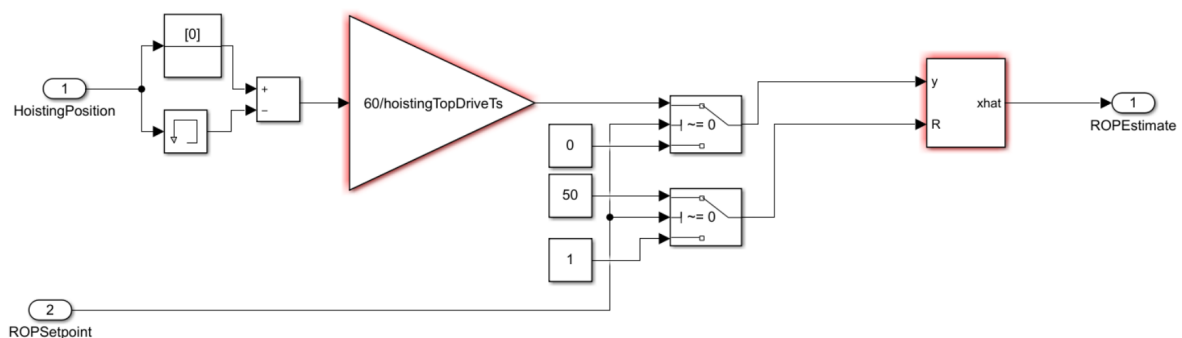 [0]
1
HoistingPosition
+
−
60/hoistingTopDriveTs
~= 0
0
50
~= 0
1
y
xhat
R
1
ROPEstimate
2
ROPSetpoint